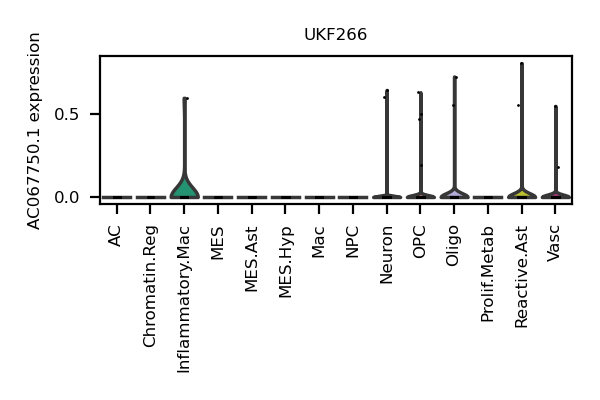 UKF266
AC067750.1 expression
0.5
0.0
AC
Chromatin.Reg
Inflammatory.Mac
MES
MES.Ast
MES.Hyp
Mac
NPC
Neuron
OPC
Oligo
Prolif.Metab
Reactive.Ast
Vasc